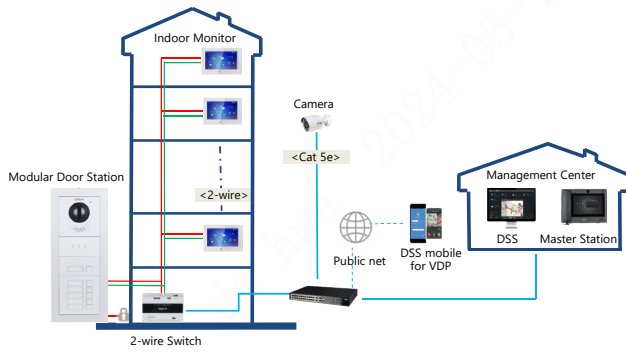 Indoor Monitor
Camera
<Cat 5e>
Modular Door Station
<2-wire>
Management Center
DSS
Master Station
Public net
DSS mobile
for VDP
2-wire Switch